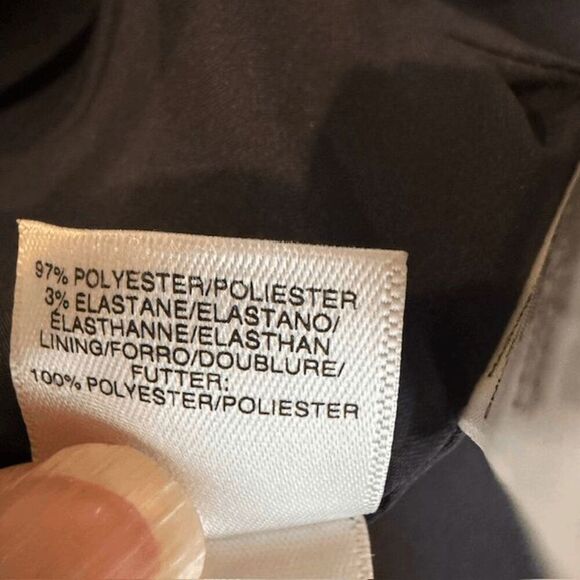 97% POLYESTER/POLIESTER
3% ELASTANE/ELASTANO/
ÉLASTHANNE/ELASTHAN
LINING/FORRO/DOUBLURE/
FUTTER:
100% POLYESTER/POLIESTER